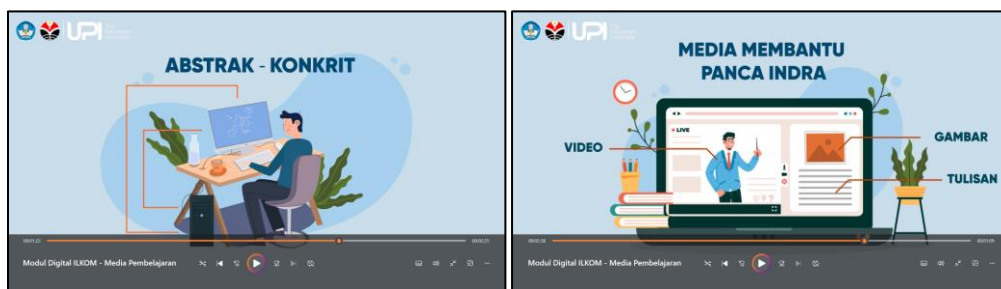 UPI
ABSTRAK - KONKRIT
Modul Digital ILKOM - Media Pembelajaran
UPI
MEDIA MEMBANTU
PANCA INDRA
LIVE
VIDEO
GAMBAR
TULISAN
Modul Digital ILKOM - Media Pembelajaran